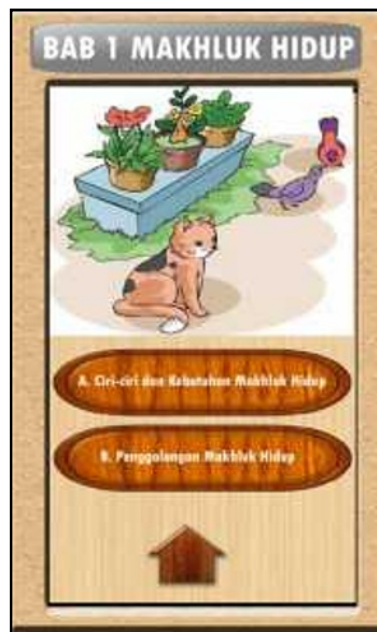 BAB 1 MAKHLUK HIDUP
A. Ciri-ciri dan Kebutuhan Makhluk Hidup
B. Penggolongan Makhluk Hidup